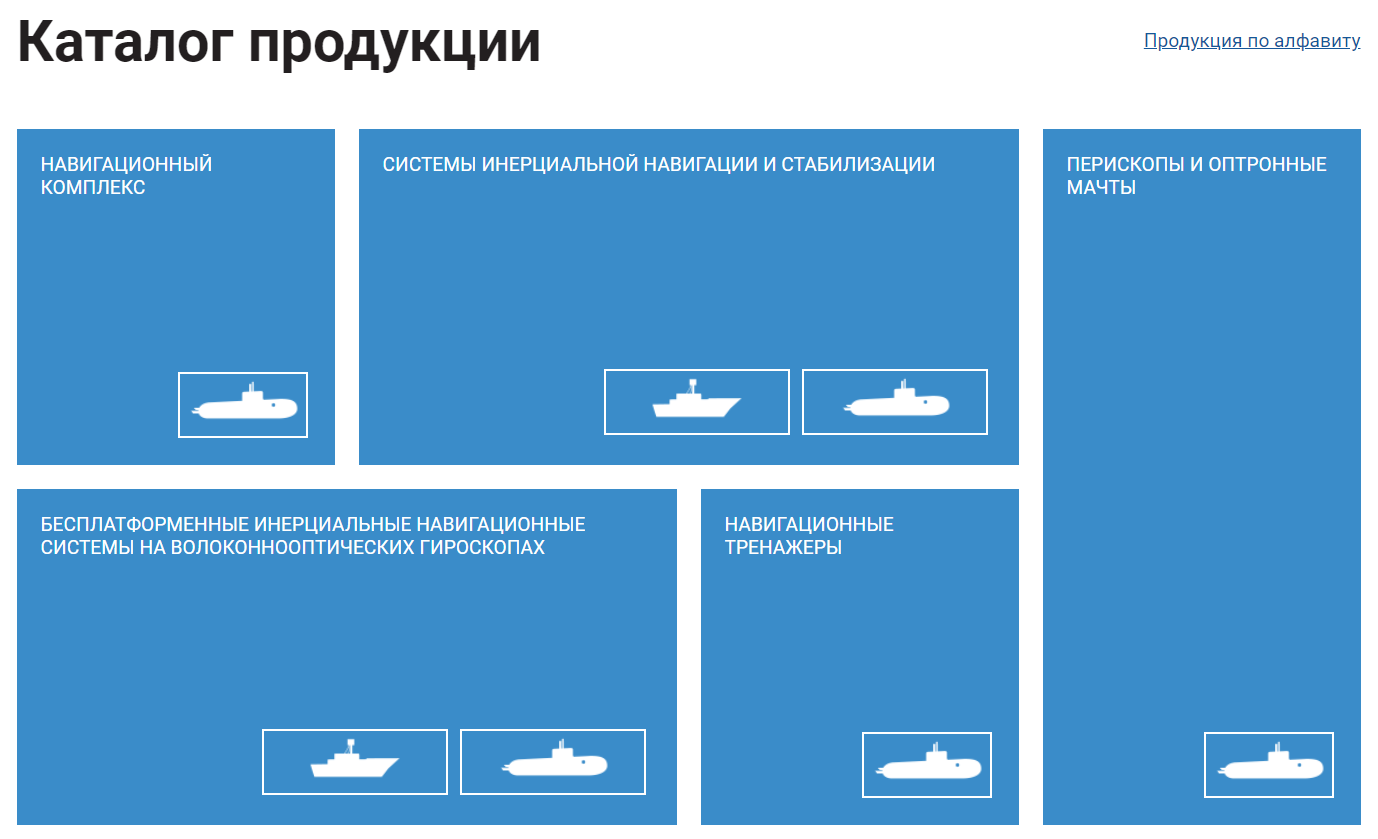 Каталог продукции
Продукция по алфавиту
НАВИГАЦИОННЫЙ
КОМПЛЕКС
СИСТЕМЫ ИНЕРЦИАЛЬНОЙ НАВИГАЦИИ И СТАБИЛИЗАЦИИ
ПЕРИСКОПЫ И ОПТРОННЫЕ
МАЧТЫ
БЕСПЛАТФОРМЕННЫЕ ИНЕРЦИАЛЬНЫЕ НАВИГАЦИОННЫЕ
СИСТЕМЫ НА ВОЛОКОННООПТИЧЕСКИХ ГИРОСКОПАХ
НАВИГАЦИОННЫЕ
ТРЕНАЖЕРЫ